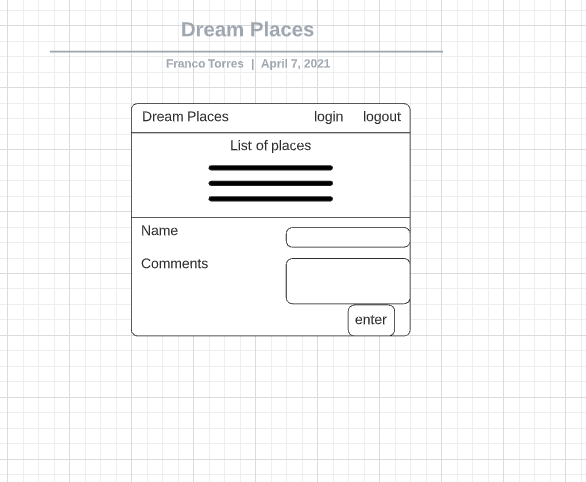 Dream Places
Franco Torres | April 7, 2021
Dream Places login logout
List of places
Name
Comments
enter